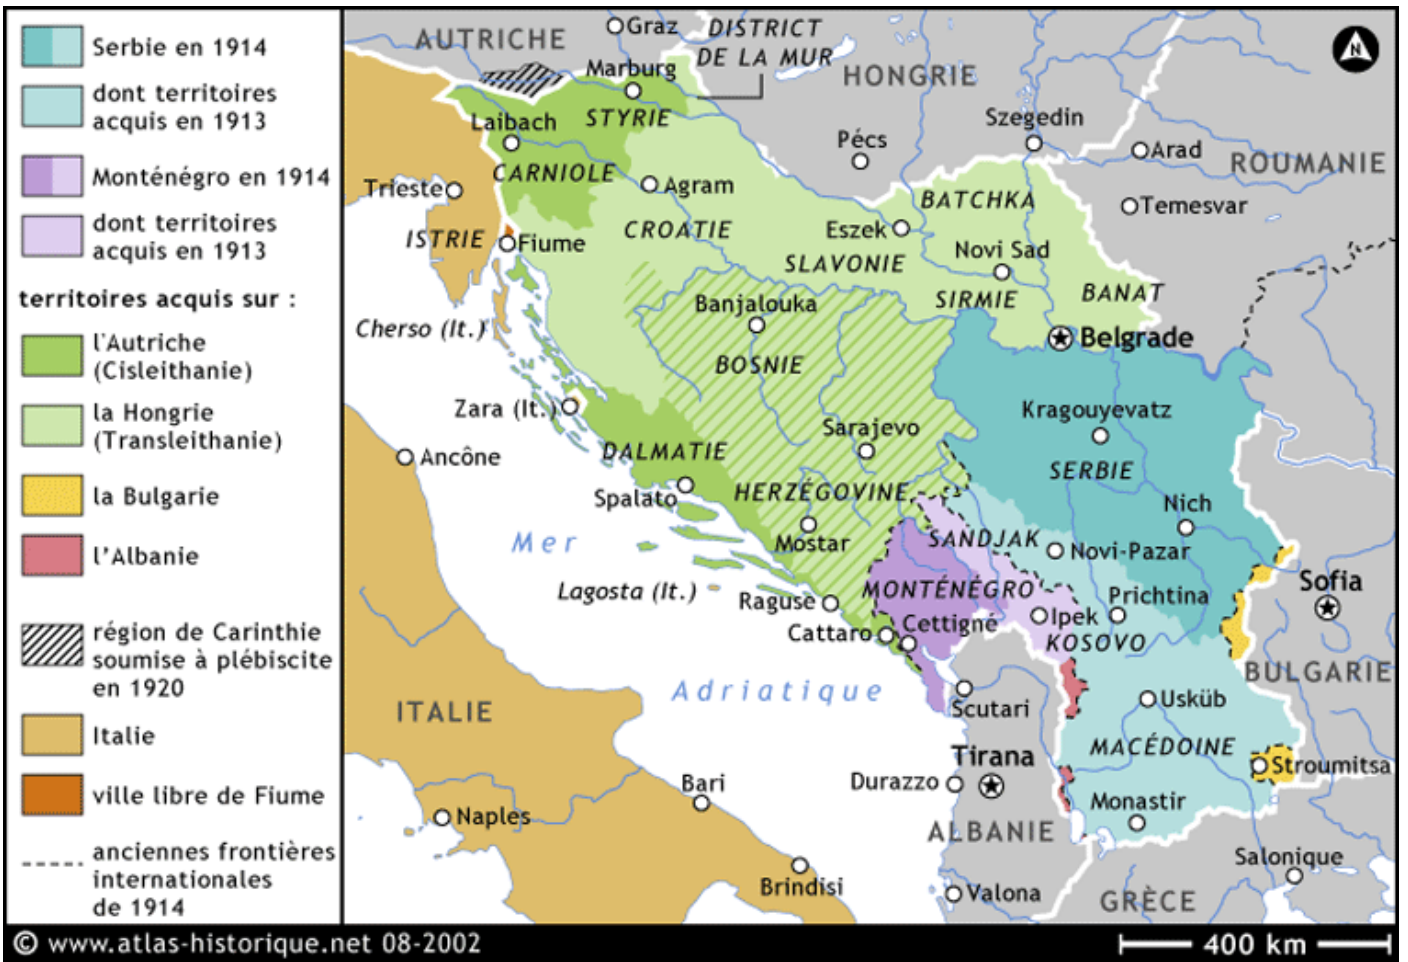 Serbie en 1914
dont territoires
acquis en 1913
Monténégro en 1914
dont territoires
acquis en 1913
territoires acquis sur :
l'Autriche
(Cisleithanie)
la Hongrie
(Transleithanie)
la Bulgarie
l'Albanie
région de Carinthie
soumise à plébiscite
en 1920
Italie
ville libre de Fiume
anciennes frontières
internationales
de 1914
AUTRICHE
Graz
DISTRICT
DE LA MUR
N
Marburg
HONGRIE
Laibach
STYRIE
Szegedin
Pécs
Arad
ROUMANIE
CARNIOLE
Trieste
Agram
BATCHKA
Temesvar
ISTRIE
Fiume
CROATIE
Eszek
Novi Sad
SLAVONIE
SIRMIE
BANAT
Banjalouka
Cherso (It.)
Belgrade
BOSNIE
Zara (It.)
Kragouyevatz
Sarajevo
Ancône
DALMATIE
SERBIE
Spalato
HERZÉGOVINE
Nich
Mer
Mostar
SANDJAK
Novi-Pazar
Lagosta (It.)
Raguse
MONTÉNÉGRO
Prichtina
Sofia
Cattaro
Cettigné
Ipek
KOSOVO
BULGARIE
Adriatique
Scutari
Usküb
ITALIE
MACÉDOINE
Tirana
Stroumitsa
Bari
Durazzo
Monastir
Naples
ALBANIE
Salonique
Brindisi
Valona
GRÈCE
© www.atlas-historique.net 08-2002
400 km